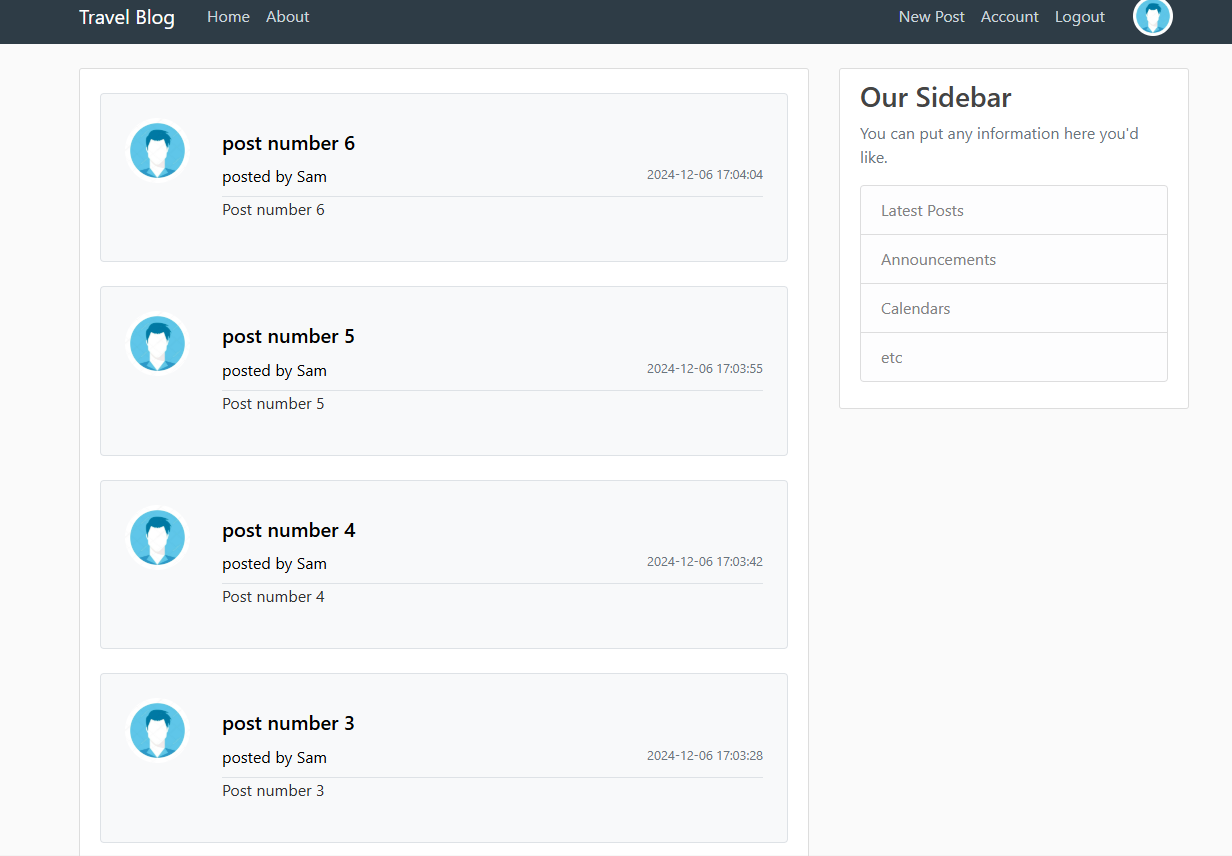 Travel Blog Home About New Post Account Logout
post number 6
posted by Sam 2024-12-06 17:04:04
Post number 6
post number 5
posted by Sam 2024-12-06 17:03:55
Post number 5
post number 4
posted by Sam 2024-12-06 17:03:42
Post number 4
post number 3
posted by Sam 2024-12-06 17:03:28
Post number 3
Our Sidebar
You can put any information here you'd
like.
Latest Posts
Announcements
Calendars
etc